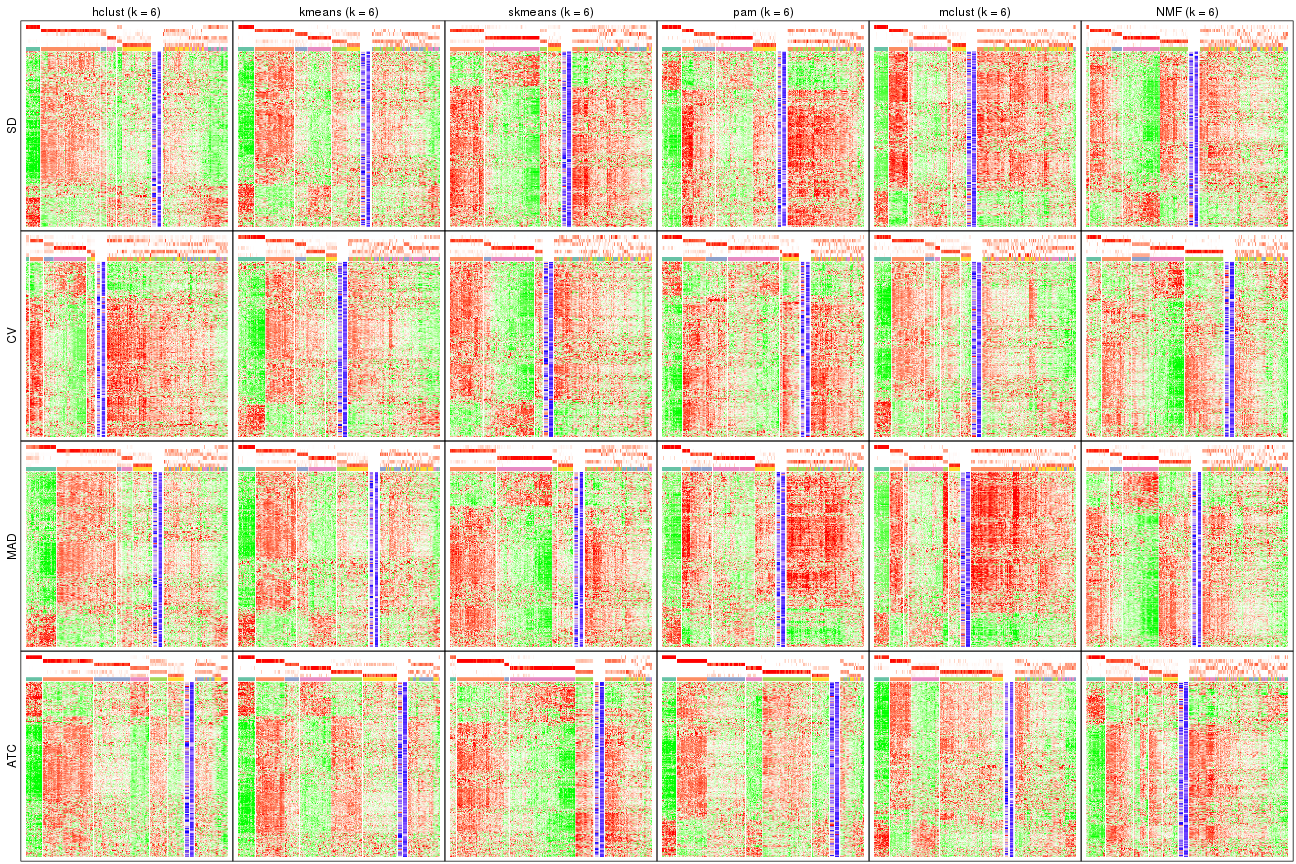 hclust (k = 6)
kmeans (k = 6)
skmeans (k = 6)
pam (k = 6)
mclust (k = 6)
NMF (k = 6)
SD
CV
MAD
ATC